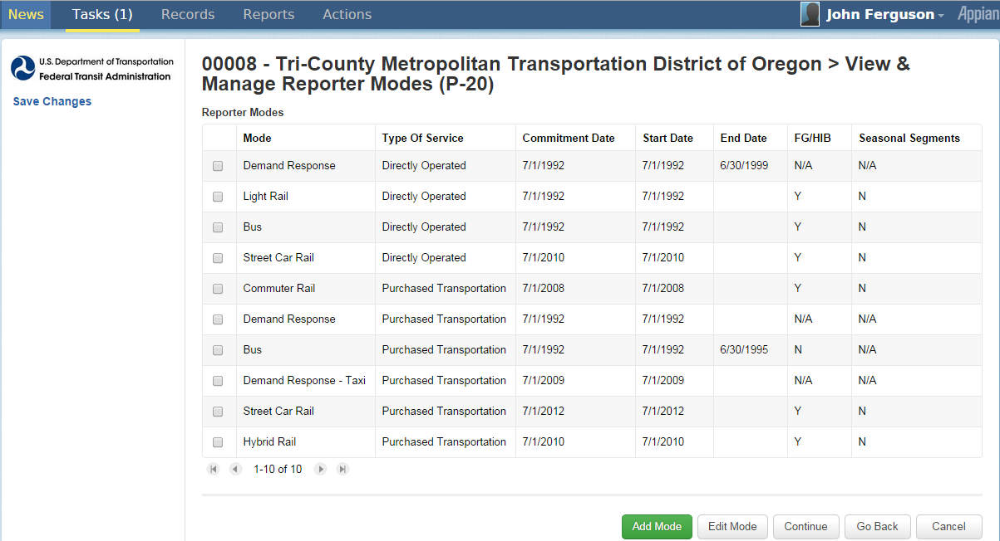 News Tasks (1) Records Reports Actions John Ferguson Appian
U.S. Department of Transportation
Federal Transit Administration
Save Changes
00008 - Tri-County Metropolitan Transportation District of Oregon > View &
Manage Reporter Modes (P-20)
Reporter Modes
Mode Type Of Service Commitment Date Start Date End Date FG/HIB Seasonal Segments
Demand Response Directly Operated 7/1/1992 7/1/1992 6/30/1999 N/A N/A
Light Rail Directly Operated 7/1/1992 7/1/1992 Y N
Bus Directly Operated 7/1/1992 7/1/1992 Y N
Street Car Rail Directly Operated 7/1/2010 7/1/2010 Y N
Commuter Rail Purchased Transportation 7/1/2008 7/1/2008 Y N
Demand Response Purchased Transportation 7/1/1992 7/1/1992 N/A N/A
Bus Purchased Transportation 7/1/1992 7/1/1992 6/30/1995 N N/A
Demand Response - Taxi Purchased Transportation 7/1/2009 7/1/2009 N/A N/A
Street Car Rail Purchased Transportation 7/1/2012 7/1/2012 Y N
Hybrid Rail Purchased Transportation 7/1/2010 7/1/2010 Y N
1-10 of 10
Add Mode Edit Mode Continue Go Back Cancel